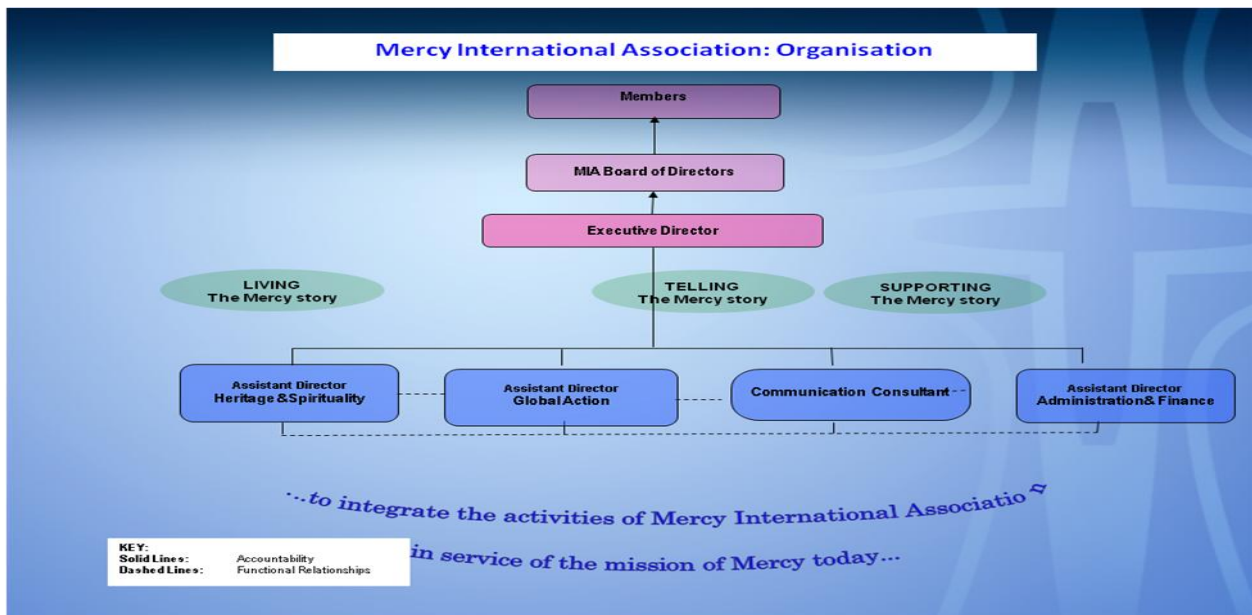 Mercy International Association: Organisation
Members
MIA Board of Directors
Executive Director
LIVING
The Mercy story
TELLING
The Mercy story
SUPPORTING
The Mercy story
Assistant Director
Heritage &Spirituality
Assistant Director
Global Action
Communication Consultant
Assistant Director
Administration& Finance
...to integrate the activities of Mercy International Association
in service of the mission of Mercy today...
KEY:
Solid Lines: Accountability
Dashed Lines: Functional Relationships